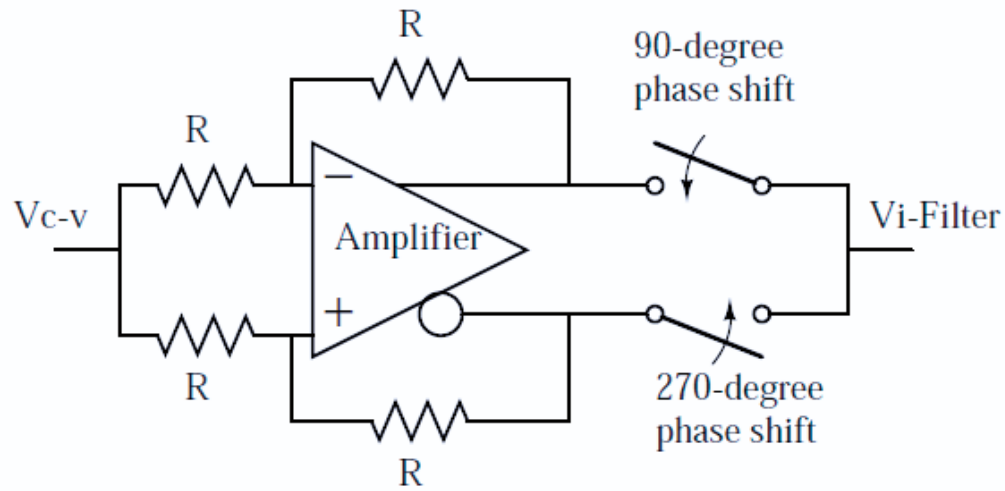 R
90-degree
phase shift
R
−
Vc-v
Amplifier
Vi-Filter
+
R
270-degree
phase shift
R